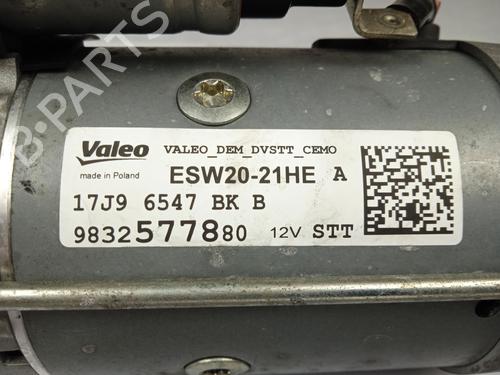 Valeo VALEO_DEM_DVSTT_CEMO
made in Poland ESW20-21HE A
17J9 6547 BK B
9832577880 12V STT
B-PARTS